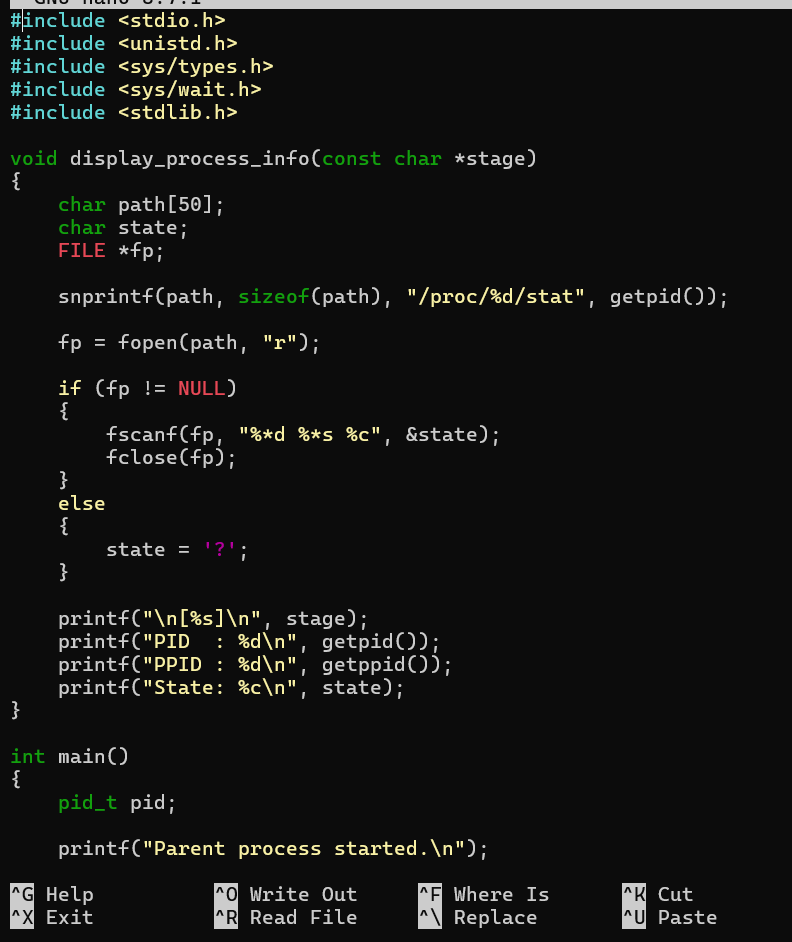 #include <stdio.h>
#include <unistd.h>
#include <sys/types.h>
#include <sys/wait.h>
#include <stdlib.h>

void display_process_info(const char *stage)
{
    char path[50];
    char state;
    FILE *fp;

    snprintf(path, sizeof(path), "/proc/%d/stat", getpid());

    fp = fopen(path, "r");

    if (fp != NULL)
    {
        fscanf(fp, "%*d %*s %c", &state);
        fclose(fp);
    }
    else
    {
        state = '?';
    }

    printf("\n[%s]\n", stage);
    printf("PID  : %d\n", getpid());
    printf("PPID : %d\n", getppid());
    printf("State: %c\n", state);
}

int main()
{
    pid_t pid;

    printf("Parent process started.\n");

^G Help ^O Write Out ^F Where Is ^K Cut
^X Exit ^R Read File ^\ Replace ^U Paste